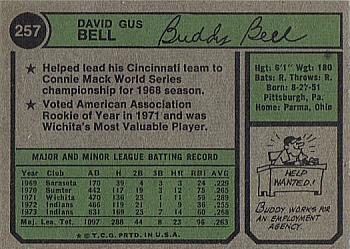 257
DAVID GUS
BELL
Buddy Bell
★ Helped lead his Cincinnati team to
Connie Mack World Series
championship for 1968 season.
★ Voted American Association
Rookie of Year in 1971 and was
Wichita's Most Valuable Player.
Hgt: 6'1" Wgt: 180
Bats: R. Throws: R.
Born: 8-27-51
Pittsburgh, Pa.
Home: Parma, Ohio
MAJOR AND MINOR LEAGUE BATTING RECORD
Year Club AB H 2B 3B HR RBI AVG
1969 Sarasota 170 39 4 3 3 24 .229
1970 Sumter 442 117 19 3 12 75 .265
1971 Wichita 470 136 23 1 11 59 .289
1972 Indians 466 119 21 1 9 36 .255
1973 Indians 631 169 23 7 14 59 .268
Maj. Lea. Tot. 1097 288 44 8 23 95 .263
★ T.C.G. PRTD. IN U.S.A.
HELP
WANTED!
BUDDY WORKS FOR AN
EMPLOYMENT
AGENCY.